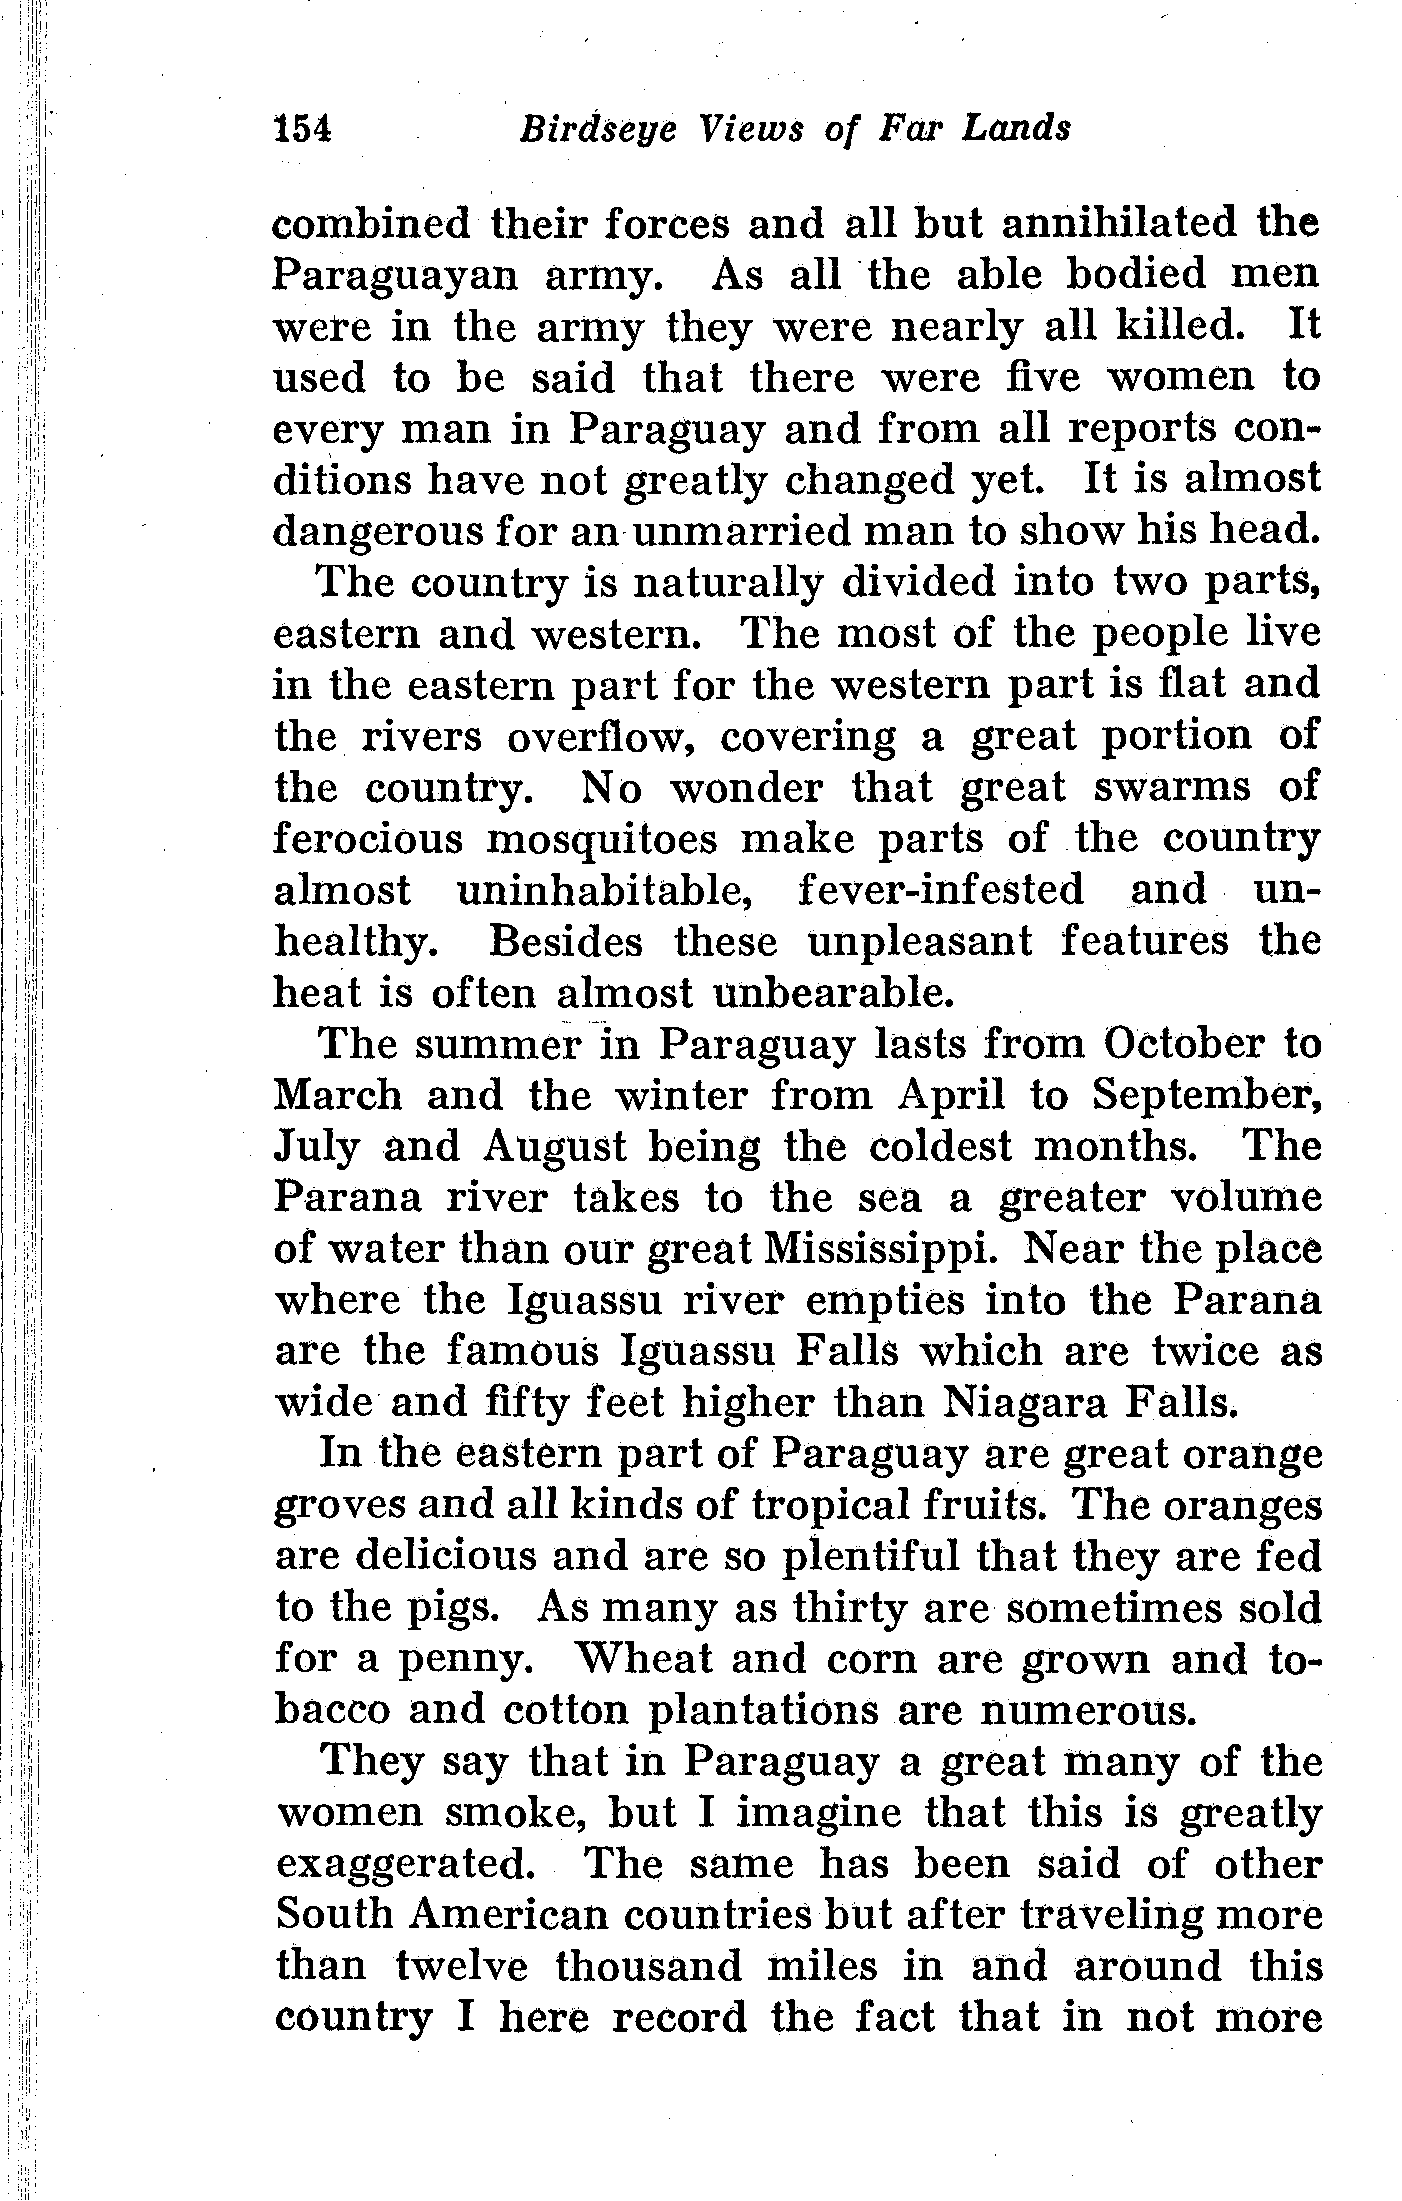 154 Birdseye Views of Far Lands
combined their forces and all but annihilated the
Paraguayan army. As all the able bodied men
were in the army they were nearly all killed. It
used to be said that there were five women to
every man in Paraguay and from all reports con-
ditions have not greatly changed yet. It is almost
dangerous for an unmarried man to show his head.
The country is naturally divided into two parts,
eastern and western. The most of the people live
in the eastern part for the western part is flat and
the rivers overflow, covering a great portion of
the country. No wonder that great swarms of
ferocious mosquitoes make parts of the country
almost uninhabitable, fever-infested and un-
healthy. Besides these unpleasant features the
heat is often almost unbearable.
The summer in Paraguay lasts from October to
March and the winter from April to September,
July and August being the coldest months. The
Parana river takes to the sea a greater volume
of water than our great Mississippi. Near the place
where the Iguassu river empties into the Parana
are the famous Iguassu Falls which are twice as
wide and fifty feet higher than Niagara Falls.
In the eastern part of Paraguay are great orange
groves and all kinds of tropical fruits. The oranges
are delicious and are so plentiful that they are fed
to the pigs. As many as thirty are sometimes sold
for a penny. Wheat and corn are grown and to-
bacco and cotton plantations are numerous.
They say that in Paraguay a great many of the
women smoke, but I imagine that this is greatly
exaggerated. The same has been said of other
South American countries but after traveling more
than twelve thousand miles in and around this
country I here record the fact that in not more